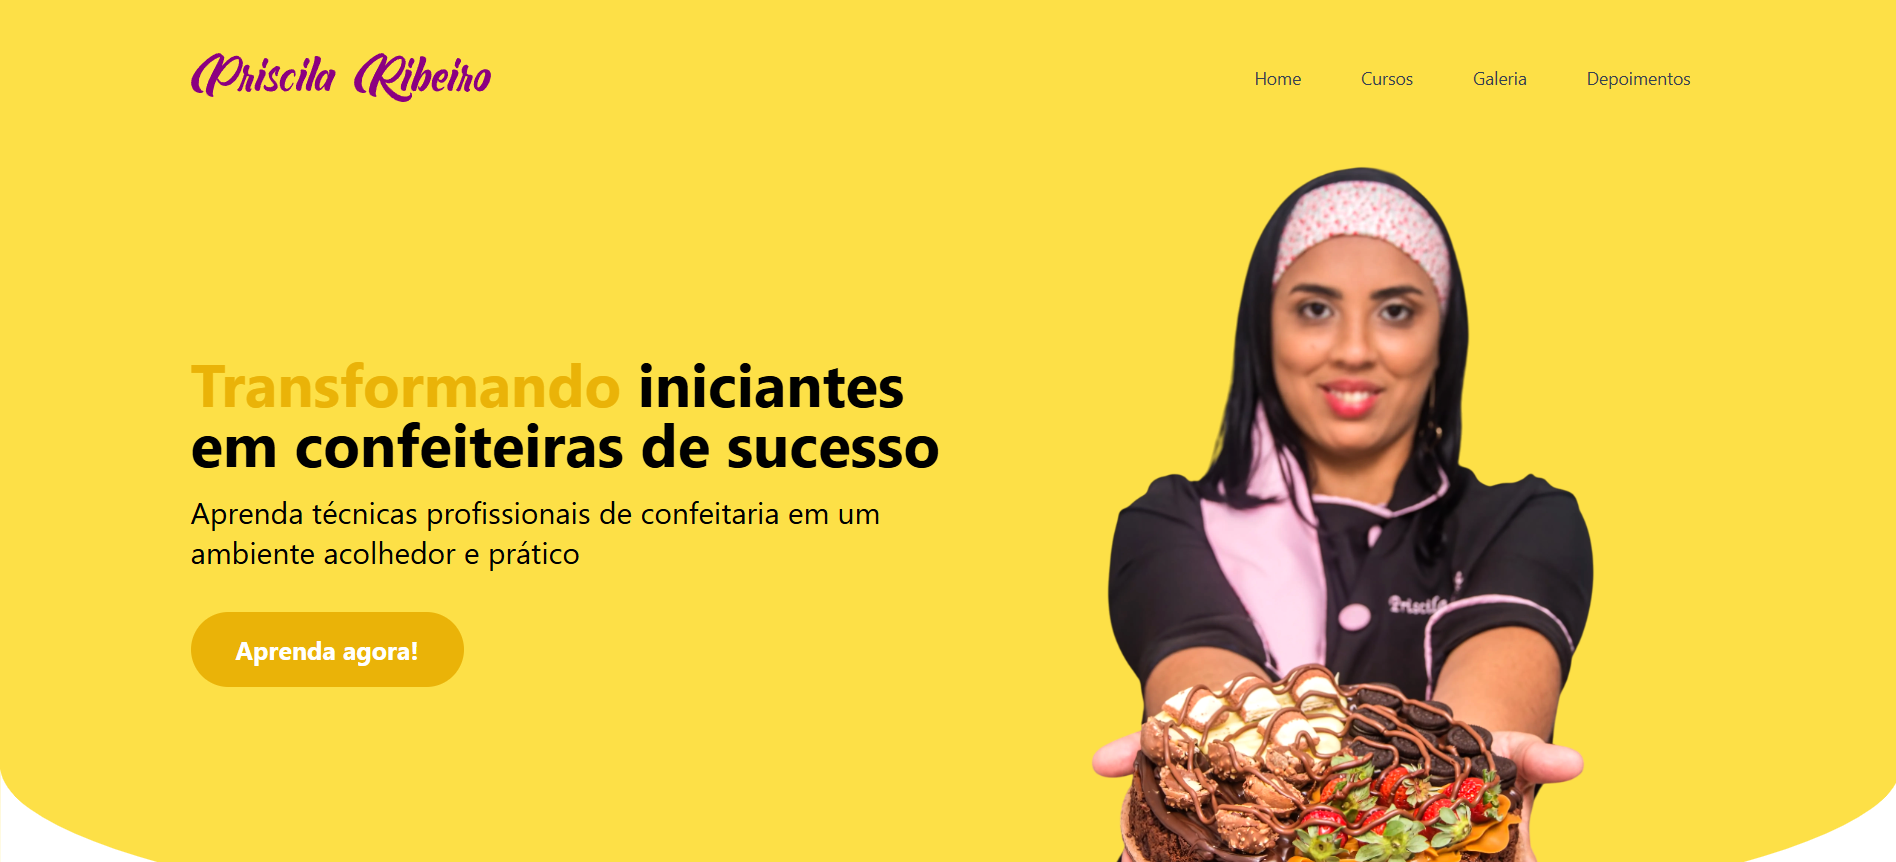 Priscila Ribeiro
Home
Cursos
Galeria
Depoimentos
Transformando iniciantes
em confeiteiras de sucesso
Aprenda técnicas profissionais de confeitaria em um
ambiente acolhedor e prático
Aprenda agora!
Priscila